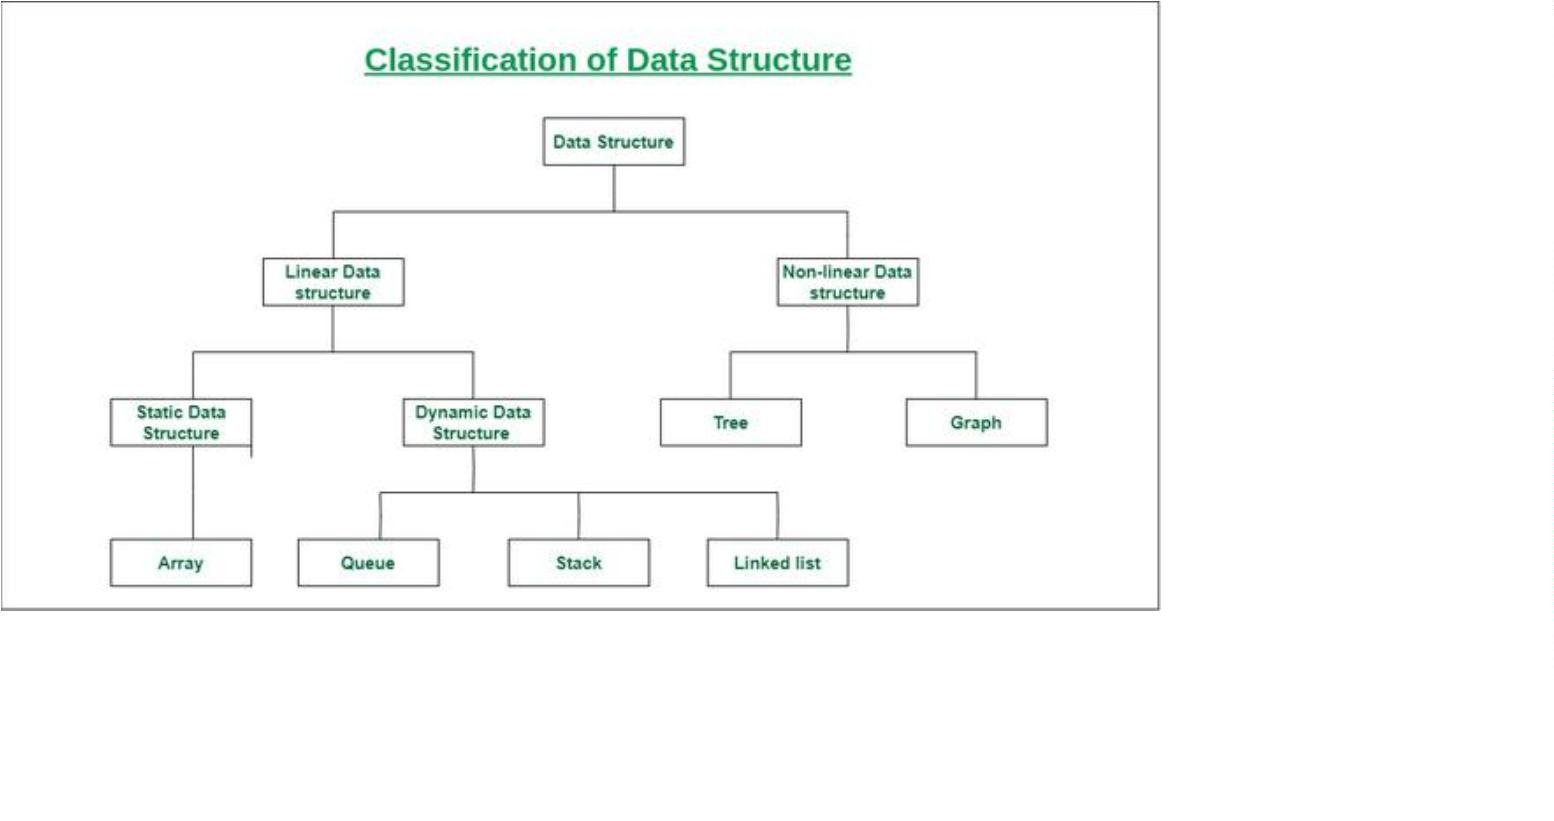 Classification of Data Structure
Data Structure
Linear Data
structure
Non-linear Data
structure
Static Data
Structure
Dynamic Data
Structure
Tree
Graph
Array
Queue
Stack
Linked list